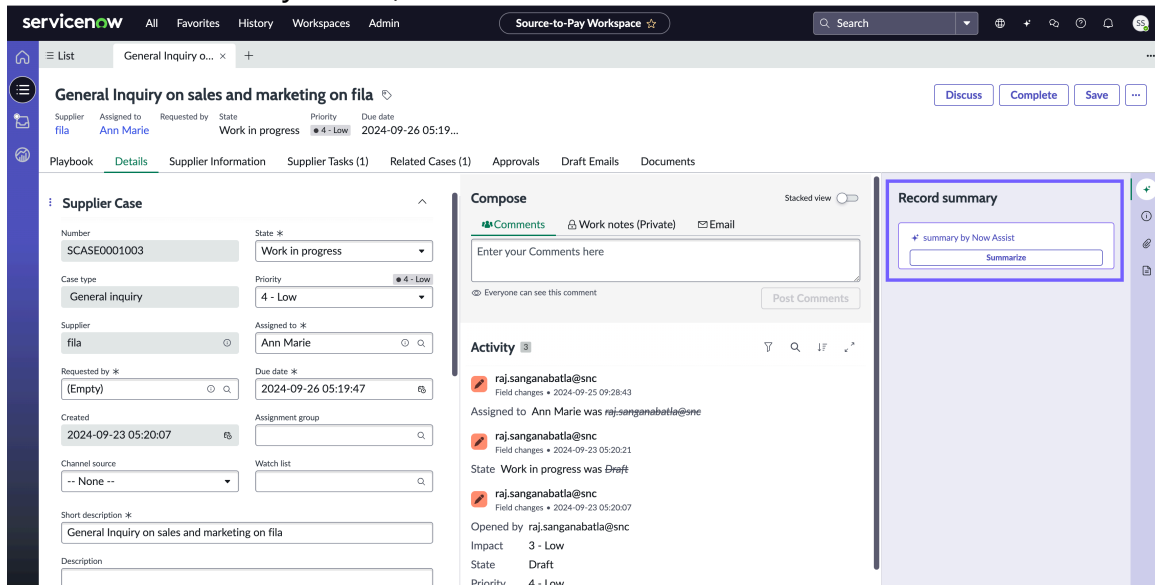 servicenow All Favorites History Workspaces Admin Source-to-Pay Workspace Search SS
List General Inquiry o... × +
General Inquiry on sales and marketing on fila
Discuss Complete Save
Supplier Assigned to Requested by State Priority Due date
fila Ann Marie Work in progress 4 - Low 2024-09-26 05:19...
Playbook Details Supplier Information Supplier Tasks (1) Related Cases (1) Approvals Draft Emails Documents
Supplier Case
Number State *
SCASE0001003 Work in progress
Case type Priority 4 - Low
General inquiry 4 - Low
Supplier Assigned to *
fila Ann Marie
Requested by * Due date *
(Empty) 2024-09-26 05:19:47
Created Assignment group
2024-09-23 05:20:07
Channel source Watch list
-- None --
Short description *
General Inquiry on sales and marketing on fila
Description
Compose Stacked view
Comments Work notes (Private) Email
Enter your Comments here
Everyone can see this comment Post Comments
Activity 3
raj.sanganabatla@snc
Field changes • 2024-09-25 09:28:43
Assigned to Ann Marie was raj.sanganabatla@snc
raj.sanganabatla@snc
Field changes • 2024-09-23 05:20:21
State Work in progress was Draft
raj.sanganabatla@snc
Field changes • 2024-09-23 05:20:07
Opened by raj.sanganabatla@snc
Impact 3 - Low
State Draft
Priority 4 - Low
Record summary
summary by Now Assist
Summarize